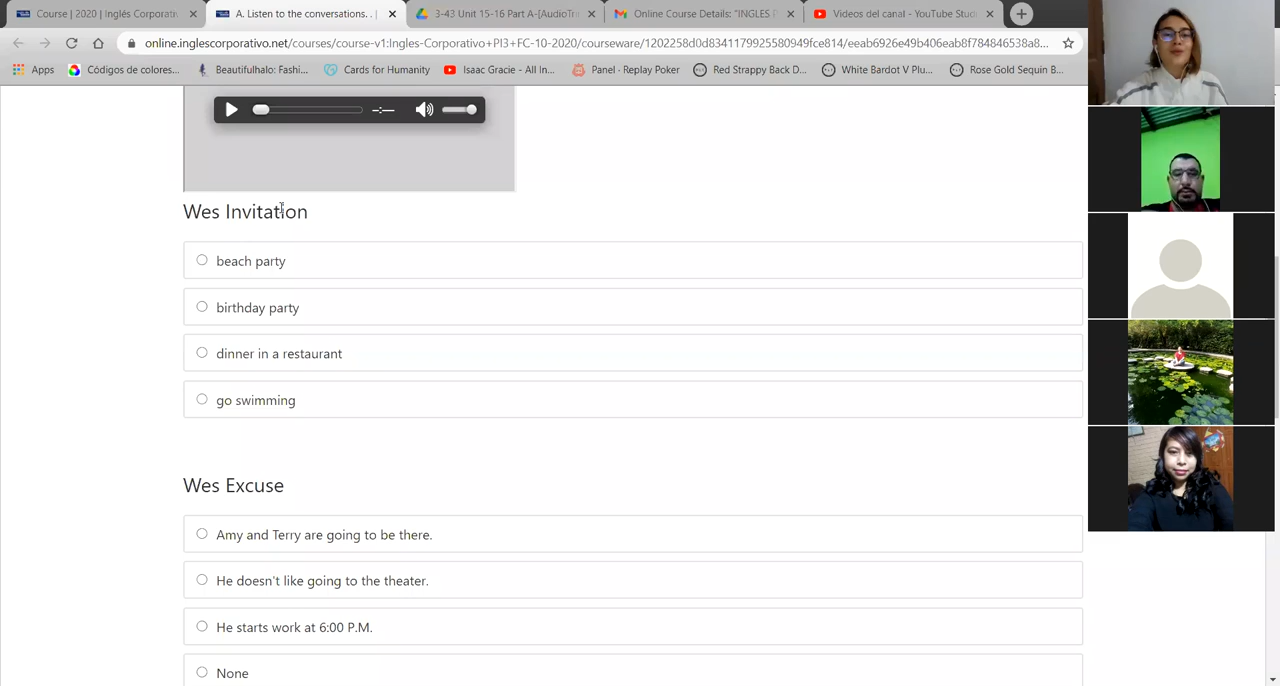 Course | 2020 | Inglés Corporativ
A. Listen to the conversations. . |
3-43 Unit 15-16 Part A-[AudioTri
Online Course Details: "INGLES E
Videos del canal - YouTube Studi
online.inglescorporativo.net/courses/course-v1:Ingles-Corporativo+PI3+FC-10-2020/courseware/1202258d0d8341179925580949fce814/eeab6926e49b406eab8f784846538a8...
Apps
Códigos de colores...
Beautifulhalo: Fashi...
Cards for Humanity
Isaac Gracie - All In...
Panel · Replay Poker
Red Strappy Back D...
White Bardot V Plu...
Rose Gold Sequin B...
-:--
Wes Invitation
beach party
birthday party
dinner in a restaurant
go swimming
Wes Excuse
Amy and Terry are going to be there.
He doesn't like going to the theater.
He starts work at 6:00 P.M.
None